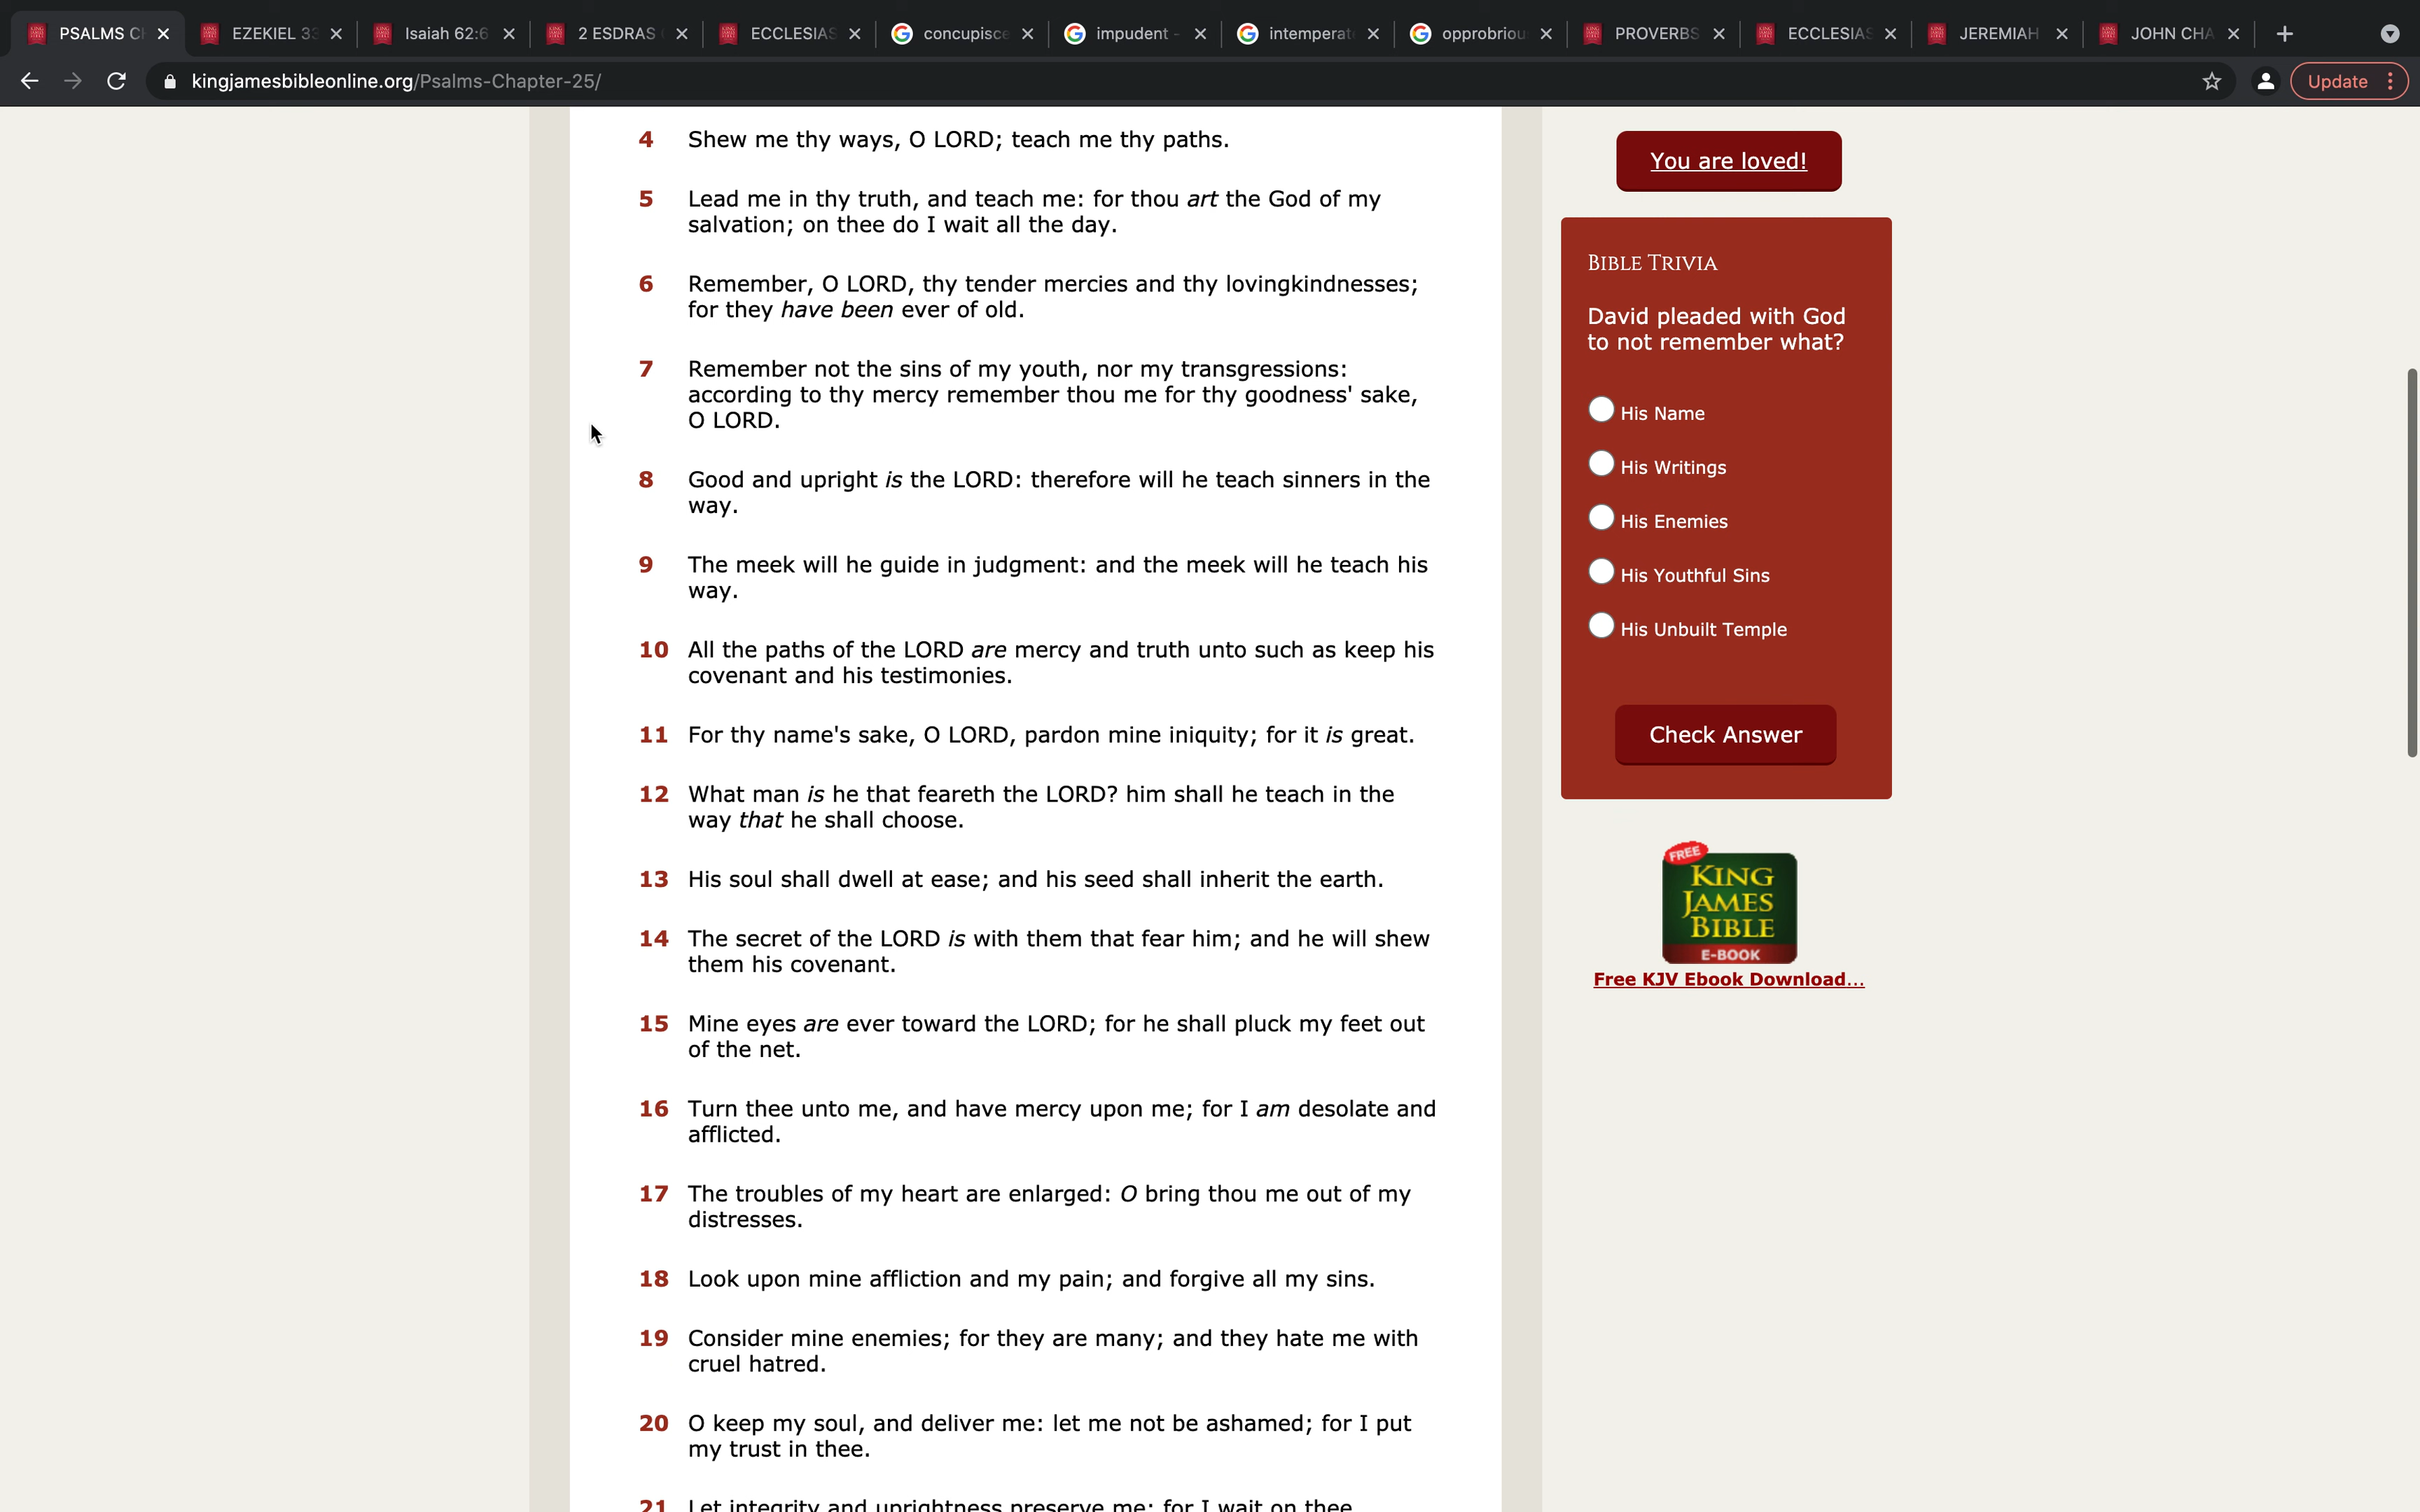 PSALMS CH
EZEKIEL 33
Isaiah 62:6
2 ESDRAS
ECCLESIAS
concupisce
impudent -
intemperat
opprobriou
PROVERBS
ECCLESIAS
JEREMIAH
JOHN CHA
kingjamesbibleonline.org/Psalms-Chapter-25/
Update
4 Shew me thy ways, O LORD; teach me thy paths.
5 Lead me in thy truth, and teach me: for thou art the God of my
salvation; on thee do I wait all the day.
6 Remember, O LORD, thy tender mercies and thy lovingkindnesses;
for they have been ever of old.
7 Remember not the sins of my youth, nor my transgressions:
according to thy mercy remember thou me for thy goodness' sake,
O LORD.
8 Good and upright is the LORD: therefore will he teach sinners in the
way.
9 The meek will he guide in judgment: and the meek will he teach his
way.
10 All the paths of the LORD are mercy and truth unto such as keep his
covenant and his testimonies.
11 For thy name's sake, O LORD, pardon mine iniquity; for it is great.
12 What man is he that feareth the LORD? him shall he teach in the
way that he shall choose.
13 His soul shall dwell at ease; and his seed shall inherit the earth.
14 The secret of the LORD is with them that fear him; and he will shew
them his covenant.
15 Mine eyes are ever toward the LORD; for he shall pluck my feet out
of the net.
16 Turn thee unto me, and have mercy upon me; for I am desolate and
afflicted.
17 The troubles of my heart are enlarged: O bring thou me out of my
distresses.
18 Look upon mine affliction and my pain; and forgive all my sins.
19 Consider mine enemies; for they are many; and they hate me with
cruel hatred.
20 O keep my soul, and deliver me: let me not be ashamed; for I put
my trust in thee.
21 Let integrity and uprightness preserve me; for I wait on thee.
You are loved!
BIBLE TRIVIA
David pleaded with God
to not remember what?
His Name
His Writings
His Enemies
His Youthful Sins
His Unbuilt Temple
Check Answer
FREE
KING
JAMES
BIBLE
E-BOOK
Free KJV Ebook Download...